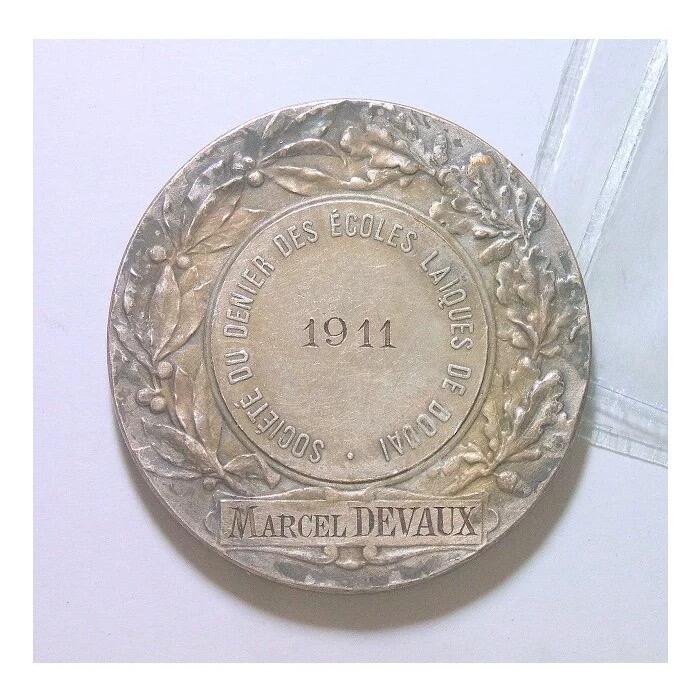 SOCIÉTÉ DU DENIER DES ÉCOLES LAÏQUES DE DOUAI •
1911
MARCEL DEVAUX